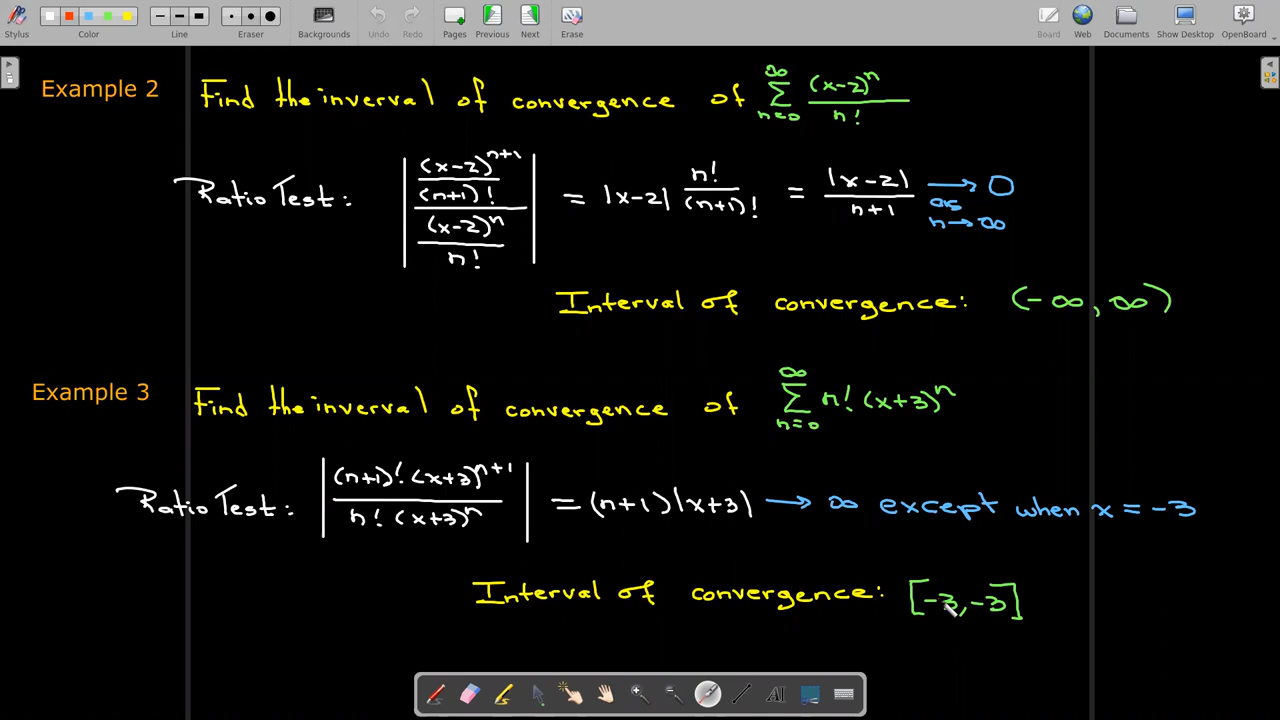 Stylus Color Line Eraser Backgrounds Undo Redo Pages Previous Next Erase Board Web Documents Show Desktop OpenBoard
Example 2 Find the inverval of convergence of ∞ ∑ n=0 (x-2)^n / n!
Ratio Test: | ((x-2)^(n+1) / (n+1)!) / ((x-2)^n / n!) | = |x-2| n! / (n+1)! = |x-2| / n+1 → 0 as n→∞
Interval of convergence: (-∞, ∞)
Example 3 Find the inverval of convergence of ∞ ∑ n=0 n! (x+3)^n
Ratio Test: | (n+1)! (x+3)^(n+1) / n! (x+3)^n | = (n+1)|x+3| → ∞ except when x = -3
Interval of convergence: [-3, -3]
AI